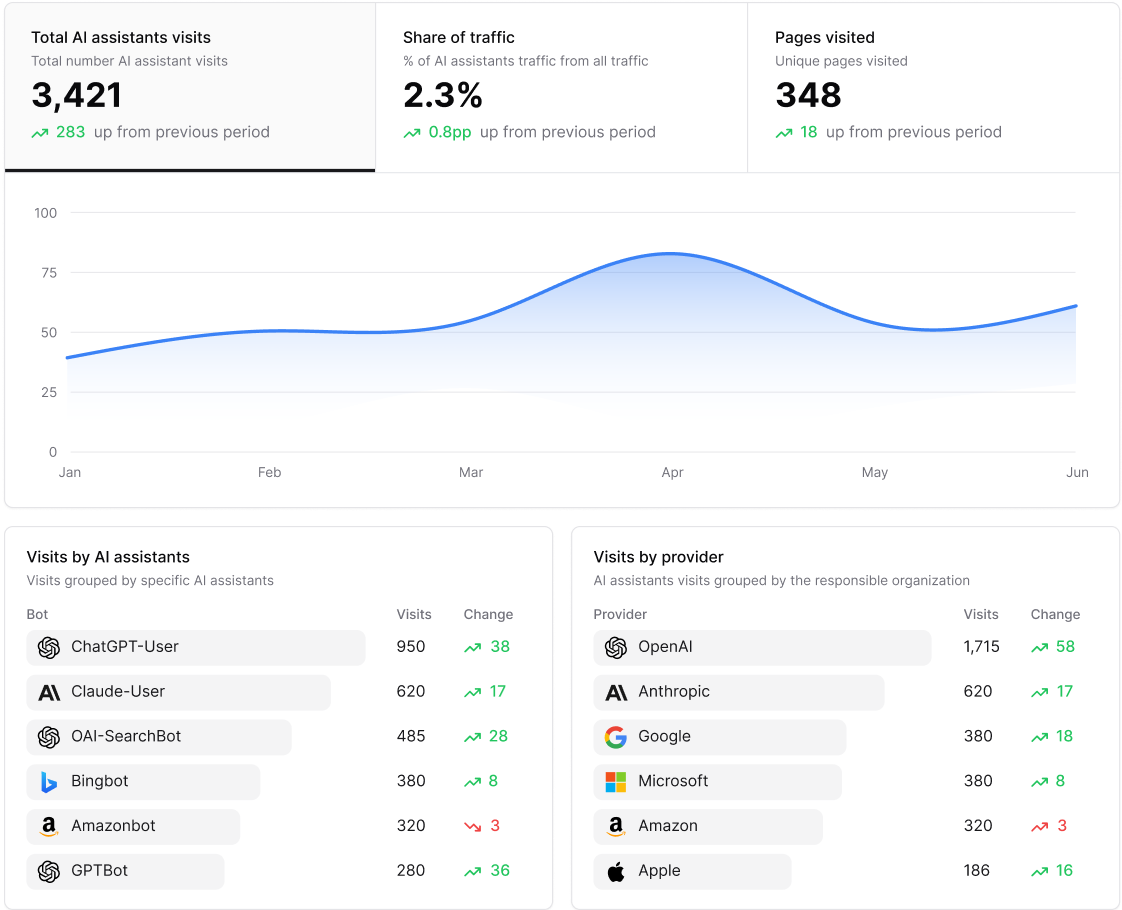 Total AI assistants visits
Total number AI assistant visits
3,421
283 up from previous period
Share of traffic
% of AI assistants traffic from all traffic
2.3%
0.8pp up from previous period
Pages visited
Unique pages visited
348
18 up from previous period
100
75
50
25
0
Jan Feb Mar Apr May Jun
Visits by AI assistants
Visits grouped by specific AI assistants
Bot Visits Change
ChatGPT-User 950 38
Claude-User 620 17
OAI-SearchBot 485 28
Bingbot 380 8
Amazonbot 320 3
GPTBot 280 36
Visits by provider
AI assistants visits grouped by the responsible organization
Provider Visits Change
OpenAI 1,715 58
Anthropic 620 17
Google 380 18
Microsoft 380 8
Amazon 320 3
Apple 186 16